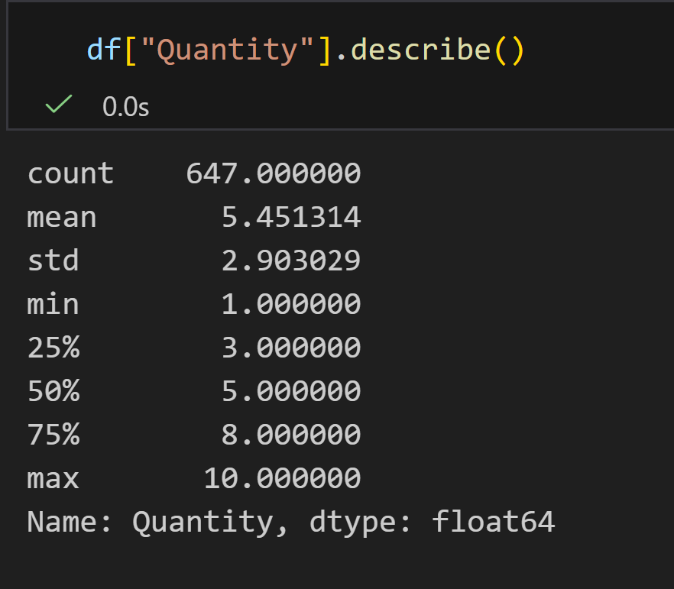 df["Quantity"].describe()
0.0s
count    647.000000
mean       5.451314
std        2.903029
min        1.000000
25%        3.000000
50%        5.000000
75%        8.000000
max       10.000000
Name: Quantity, dtype: float64